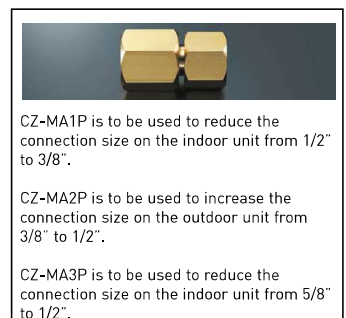 CZ-MA1P is to be used to reduce the
connection size on the indoor unit from 1/2"
to 3/8".
CZ-MA2P is to be used to increase the
connection size on the outdoor unit from
3/8" to 1/2".
CZ-MA3P is to be used to reduce the
connection size on the indoor unit from 5/8"
to 1/2".